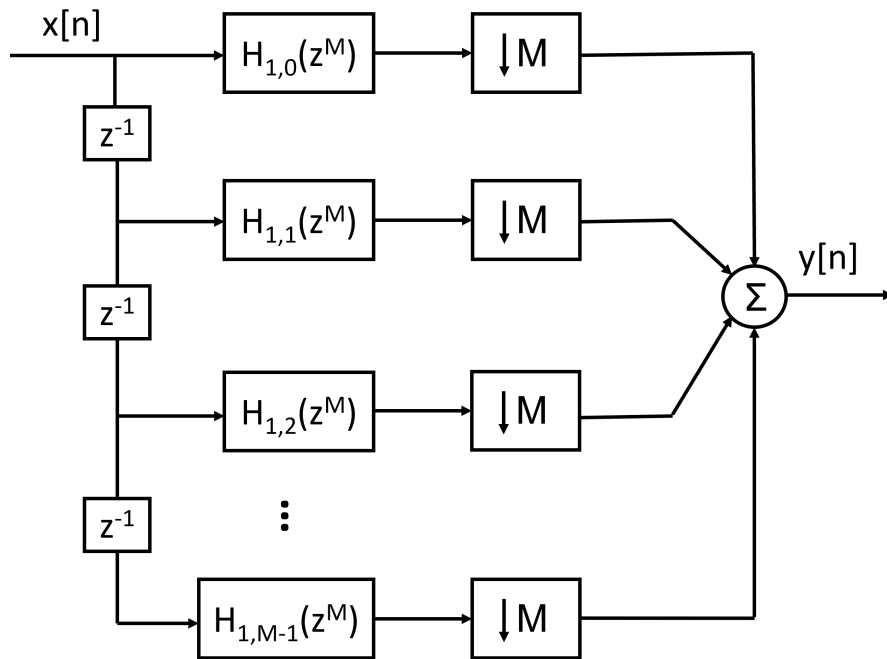 x[n]
H₁,₀(zᴹ)
↓M
z⁻¹
H₁,₁(zᴹ)
↓M
y[n]
Σ
z⁻¹
H₁,₂(zᴹ)
↓M
z⁻¹
⋮
H₁,M-1(zᴹ)
↓M